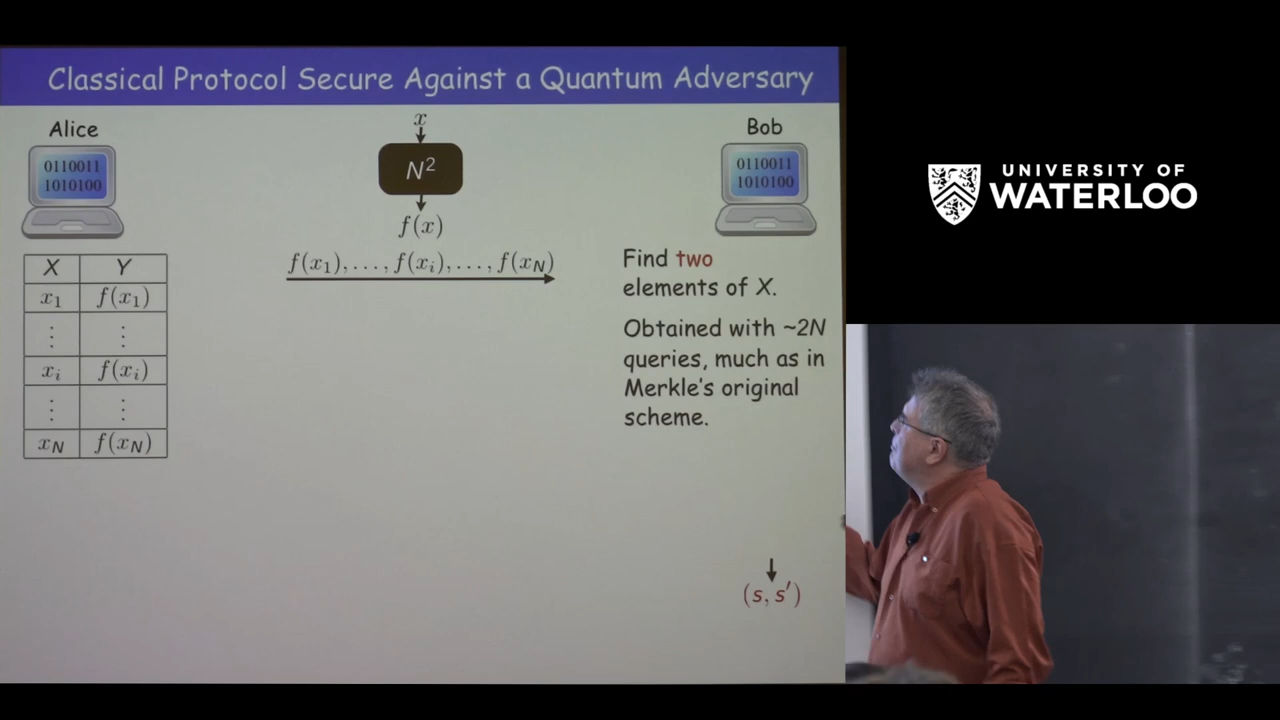 Classical Protocol Secure Against a Quantum Adversary
Alice
0110011
1010100
x
N²
f(x)
Bob
0110011
1010100
X Y
x₁ f(x₁)
⋮ ⋮
xᵢ f(xᵢ)
⋮ ⋮
x_N f(x_N)
f(x₁), . . . , f(xᵢ), . . . , f(x_N)
Find two
elements of X.
Obtained with ~2N
queries, much as in
Merkle's original
scheme.
(s, s′)
UNIVERSITY OF
WATERLOO